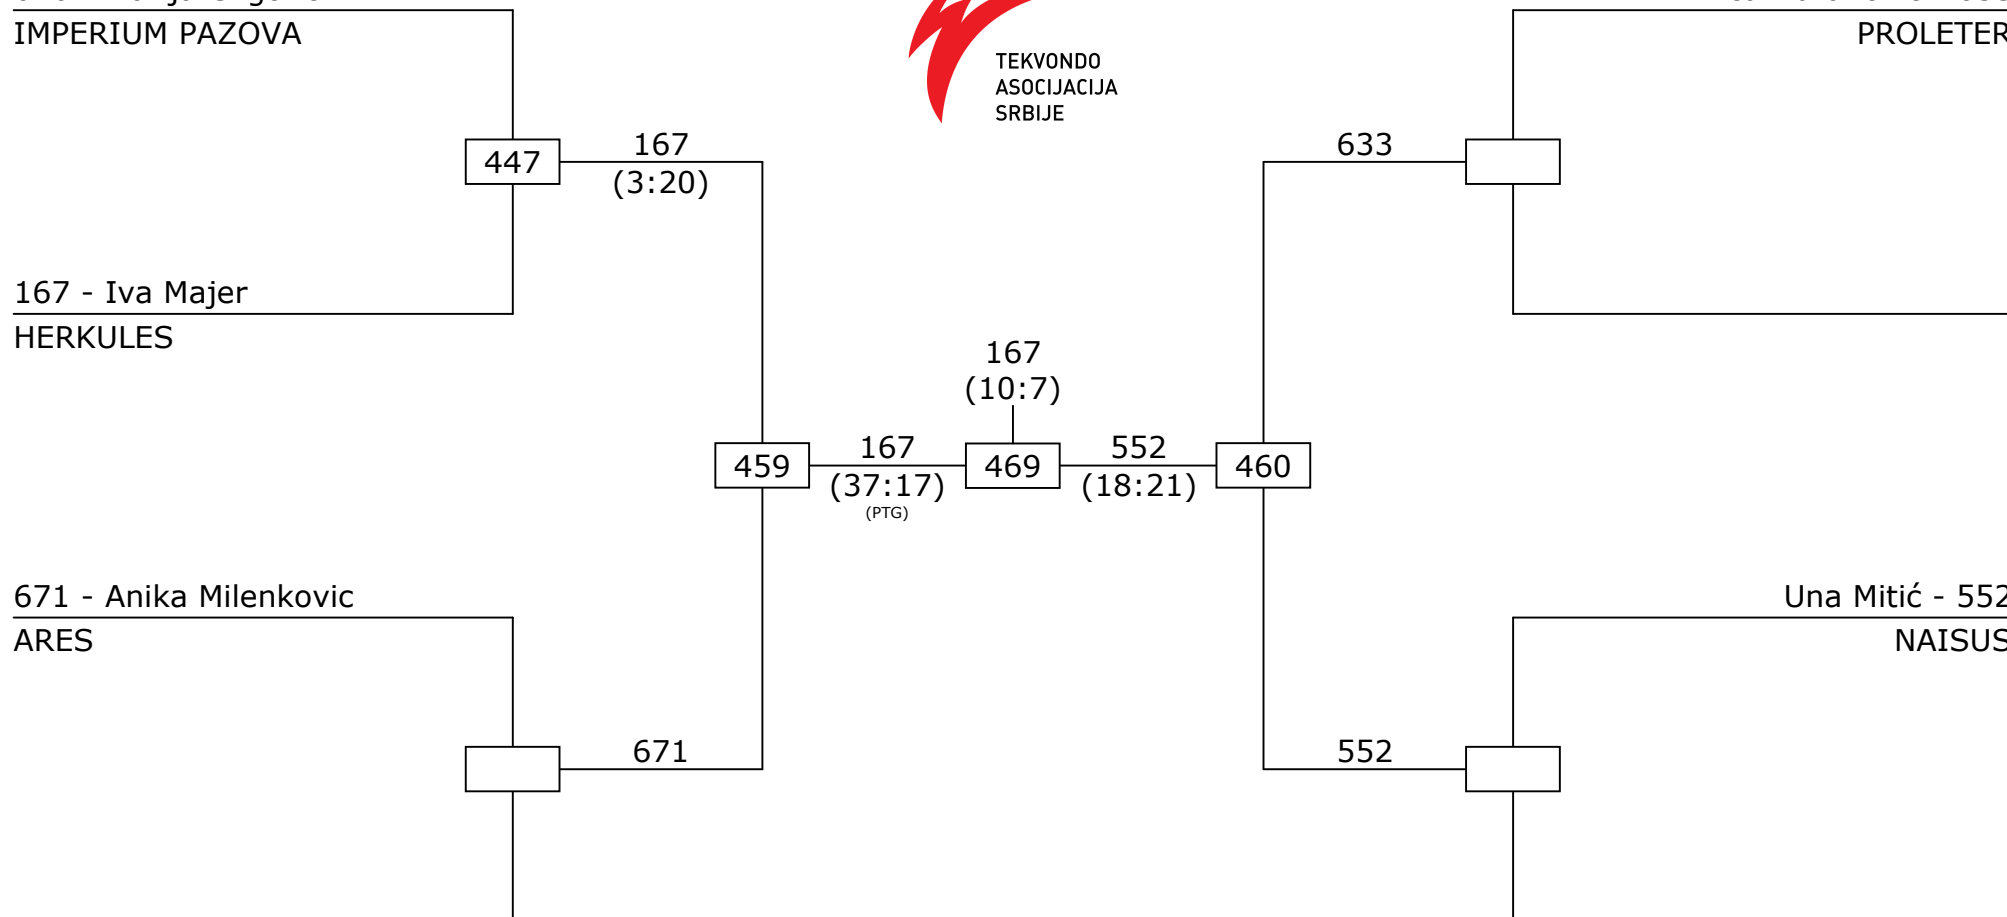 IMPERIUM PAZOVA
PROLETER
TEKVONDO
ASOCIJACIJA
SRBIJE
447
167
(3:20)
633
167 - Iva Majer
HERKULES
167
(10:7)
459
167
(37:17)
(PTG)
469
552
(18:21)
460
671 - Anika Milenkovic
ARES
Una Mitić - 552
NAISUS
671
552